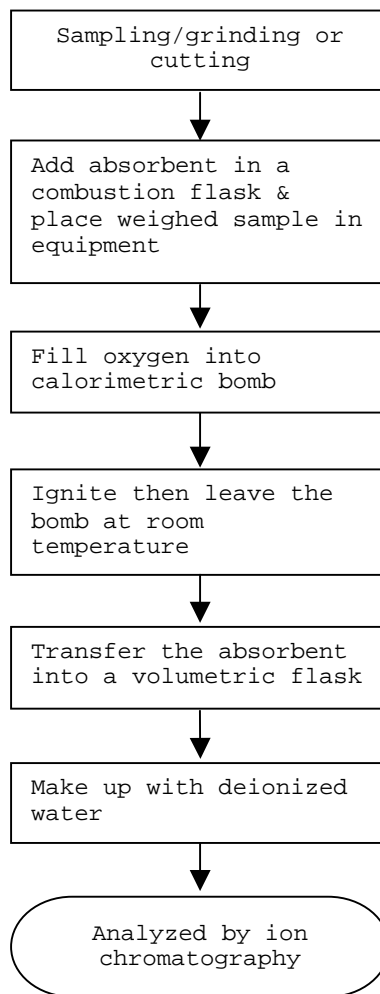 Sampling/grinding or
cutting
Add absorbent in a
combustion flask &
place weighed sample in
equipment
Fill oxygen into
calorimetric bomb
Ignite then leave the
bomb at room
temperature
Transfer the absorbent
into a volumetric flask
Make up with deionized
water
Analyzed by ion
chromatography